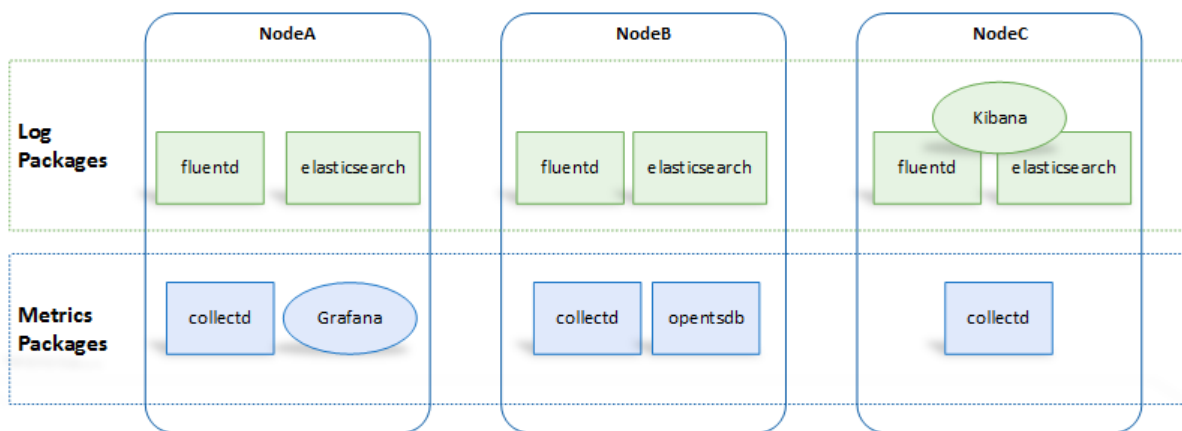 NodeA
NodeB
NodeC
Log
Packages
Kibana
fluentd
elasticsearch
fluentd
elasticsearch
fluentd
elasticsearch
Metrics
Packages
collectd
Grafana
collectd
opentsdb
collectd